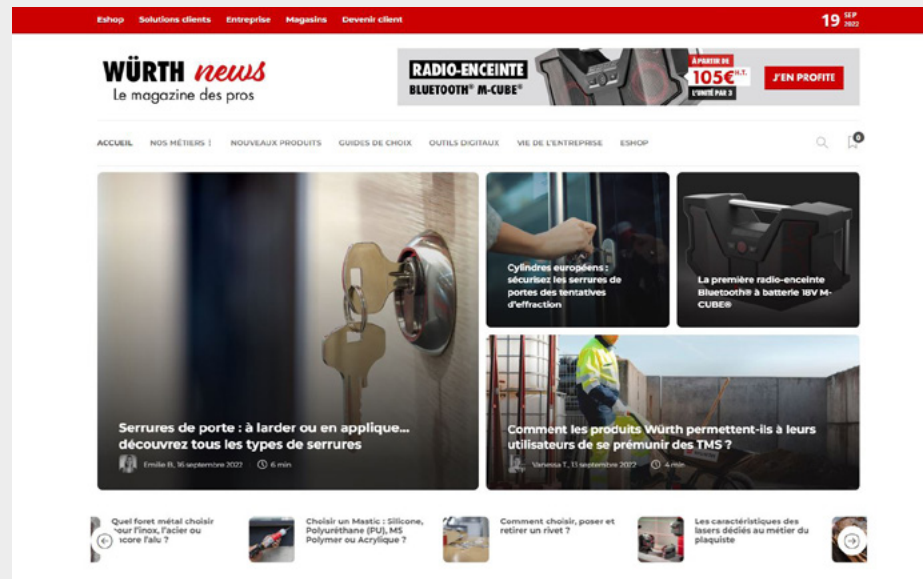 Eshop Solutions clients Entreprise Magasins Devenir client
19 SEP 2022
WÜRTH news
Le magazine des pros
RADIO-ENCEINTE
BLUETOOTH® M-CUBE®
À PARTIR DE
105€ H.T.
L'UNITÉ PAR 3
J'EN PROFITE
ACCUEIL NOS MÉTIERS NOUVEAUX PRODUITS GUIDES DE CHOIX OUTILS DIGITAUX VIE DE L'ENTREPRISE ESHOP
0
Cylindres européens :
sécurisez les serrures de
portes des tentatives
d'effraction
La première radio-enceinte
Bluetooth® à batterie 18V M-
CUBE®
Serrures de porte : à larder ou en applique...
découvrez tous les types de serrures
Emilie B., 16 septembre 2022 6 min
Comment les produits Würth permettent-ils à leurs
utilisateurs de se prémunir des TMS ?
Vanessa T., 13 septembre 2022 4 min
Quel foret métal choisir
pour l'inox, l'acier ou
encore l'alu ?
Choisir un Mastic : Silicone,
Polyuréthane (PU), MS
Polymer ou Acrylique ?
Comment choisir, poser et
retirer un rivet ?
Les caractéristiques des
lasers dédiés au métier du
plaquiste